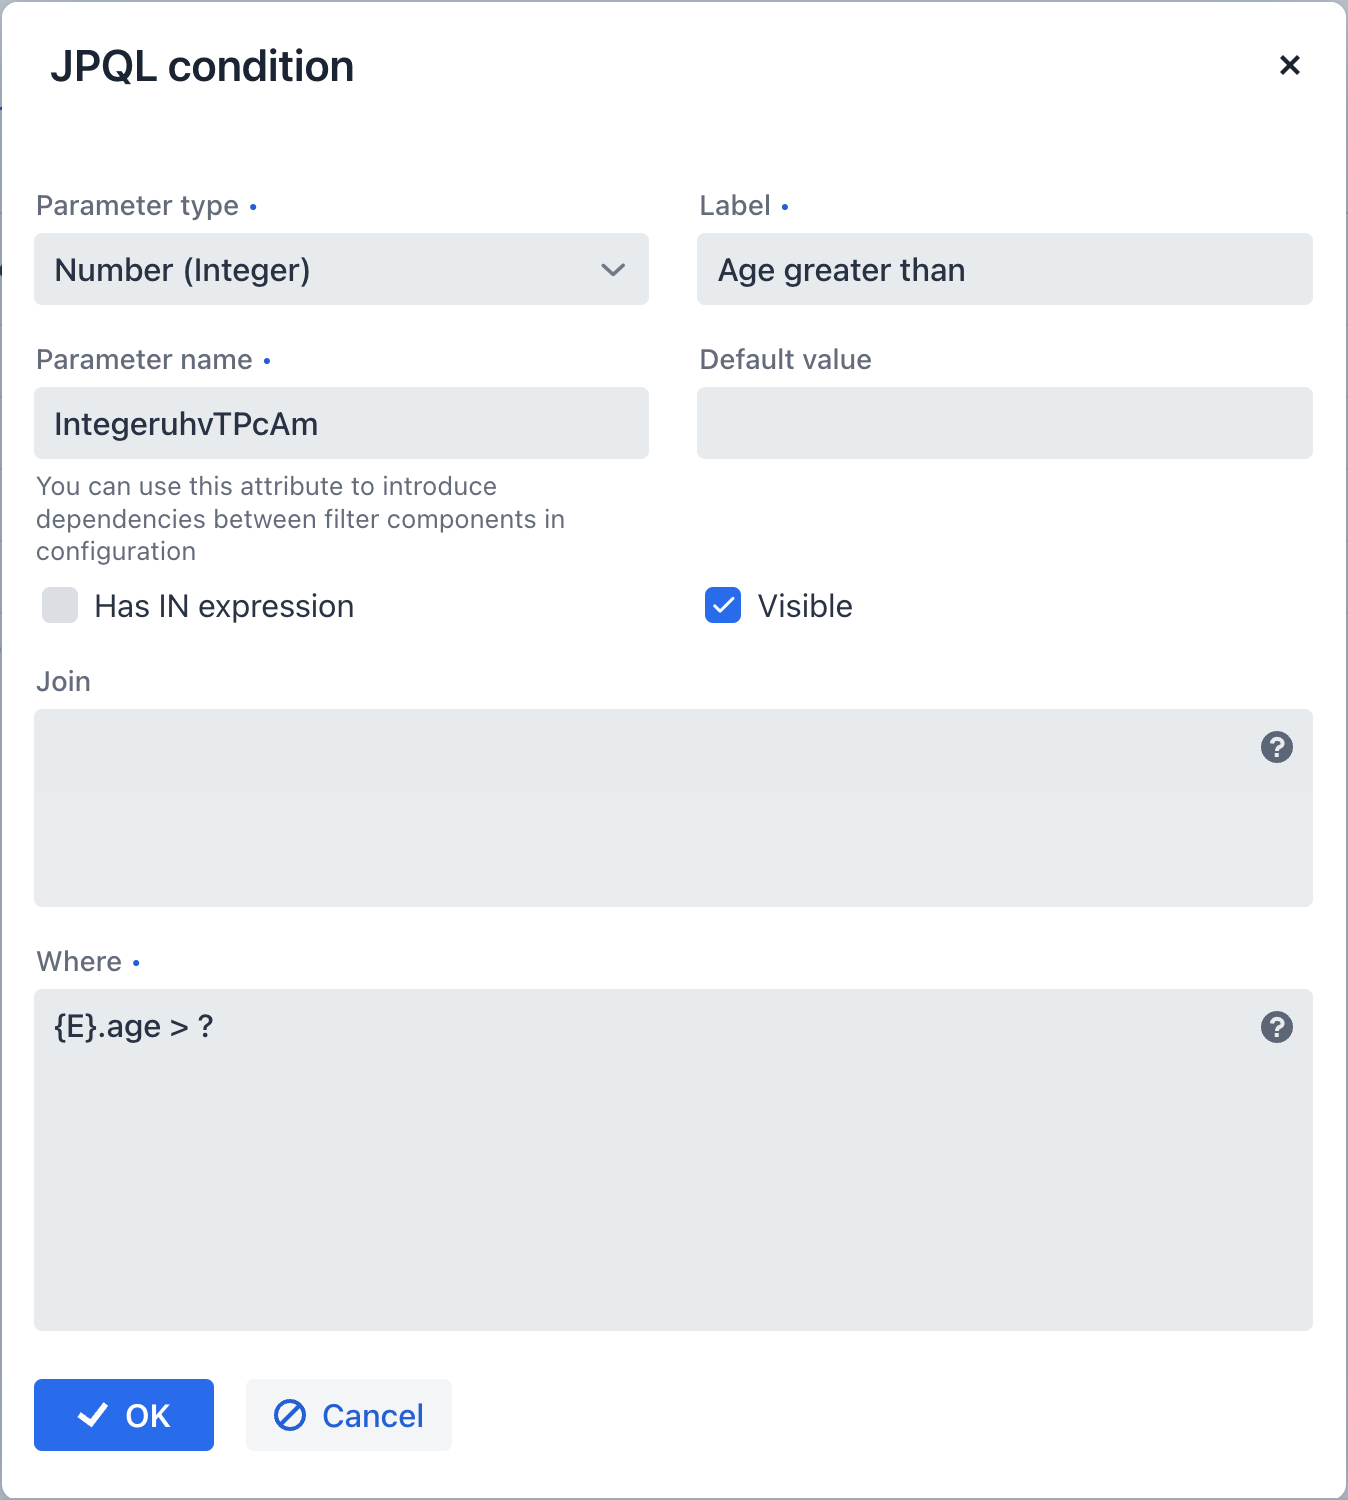 JPQL condition
Parameter type •
Label •
Number (Integer)
Age greater than
Parameter name •
Default value
IntegeruhvTPcAm
You can use this attribute to introduce
dependencies between filter components in
configuration
Has IN expression
Visible
Join
?
Where •
{E}.age > ?
?
OK
Cancel